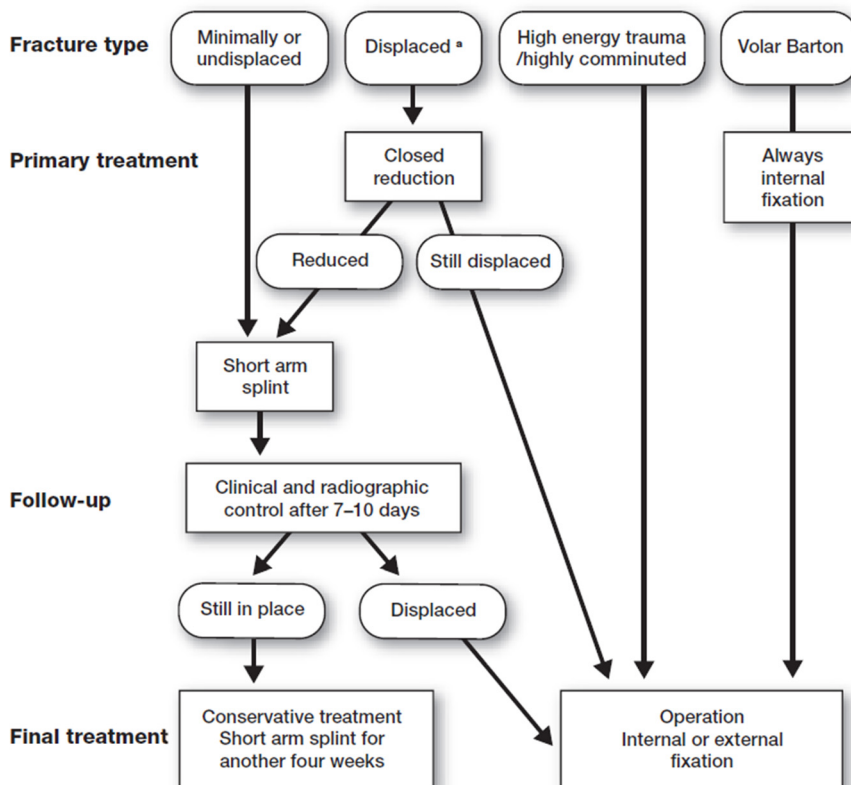 Fracture type
Minimally or
undisplaced
Displaced ª
High energy trauma
/highly comminuted
Volar Barton
Primary treatment
Closed
reduction
Always
internal
fixation
Reduced
Still displaced
Short arm
splint
Follow-up
Clinical and radiographic
control after 7–10 days
Still in place
Displaced
Final treatment
Conservative treatment
Short arm splint for
another four weeks
Operation
Internal or external
fixation